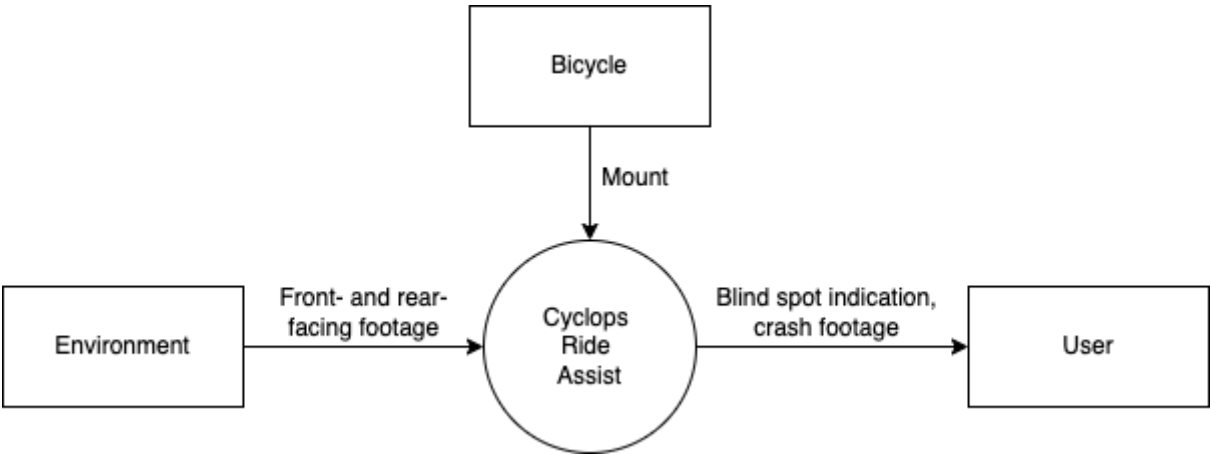 Bicycle
Mount
Front- and rear-
facing footage
Blind spot indication,
crash footage
Environment
Cyclops
Ride
Assist
User